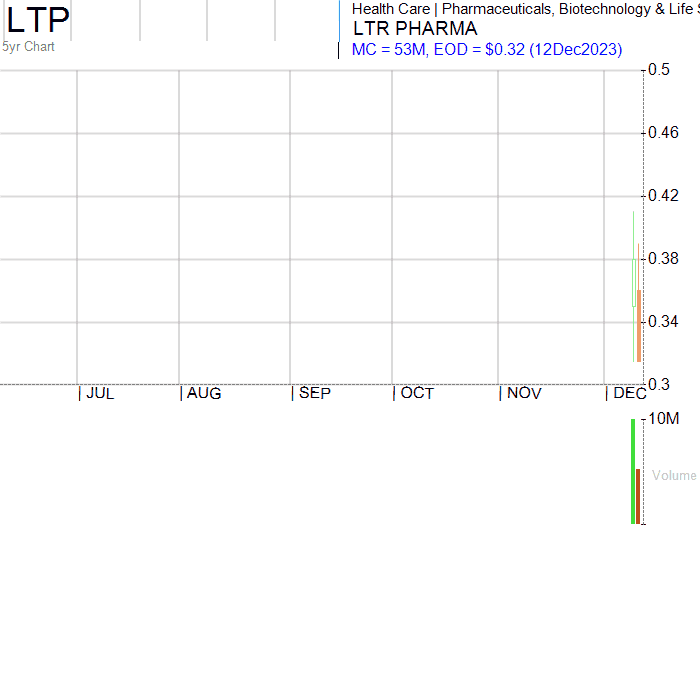 LTP
5yr Chart
Health Care | Pharmaceuticals, Biotechnology & Life S
LTR PHARMA
MC = 53M, EOD = $0.32 (12Dec2023)
0.5
0.46
0.42
0.38
0.34
0.3
| JUL | AUG | SEP | OCT | NOV | DEC
10M
Volume